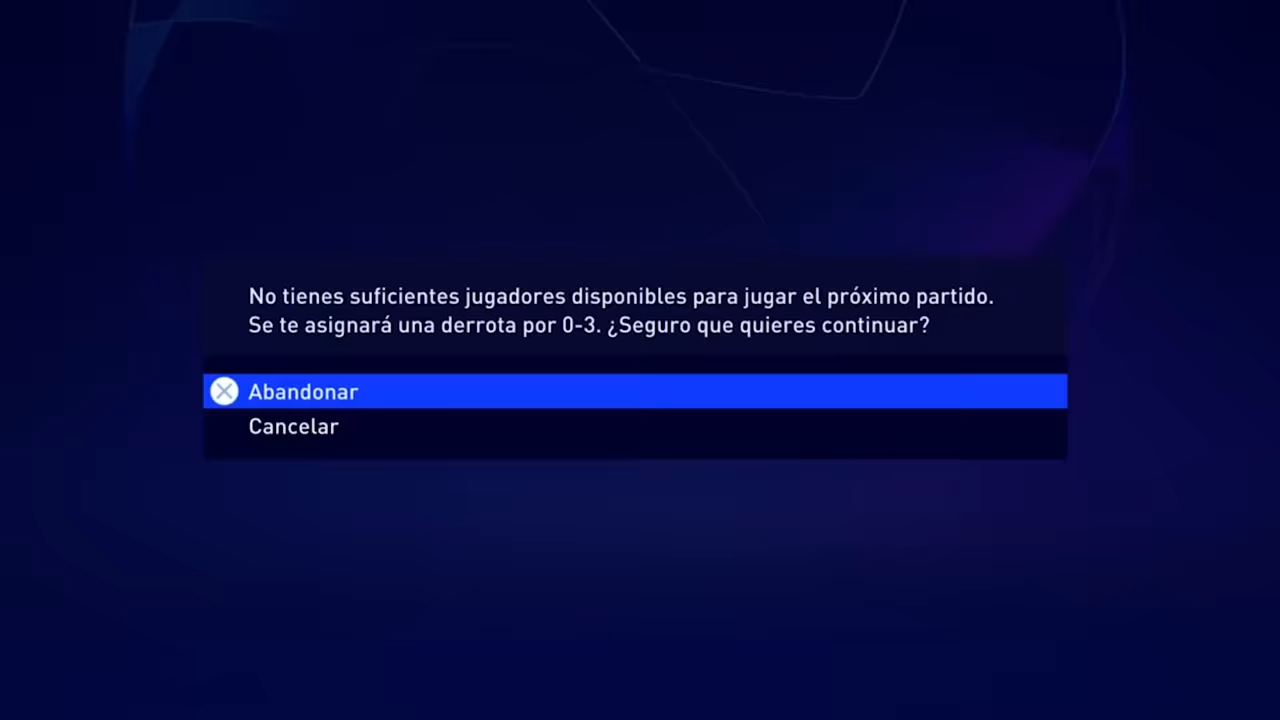 No tienes suficientes jugadores disponibles para jugar el próximo partido.
Se te asignará una derrota por 0-3. ¿Seguro que quieres continuar?
Abandonar
Cancelar